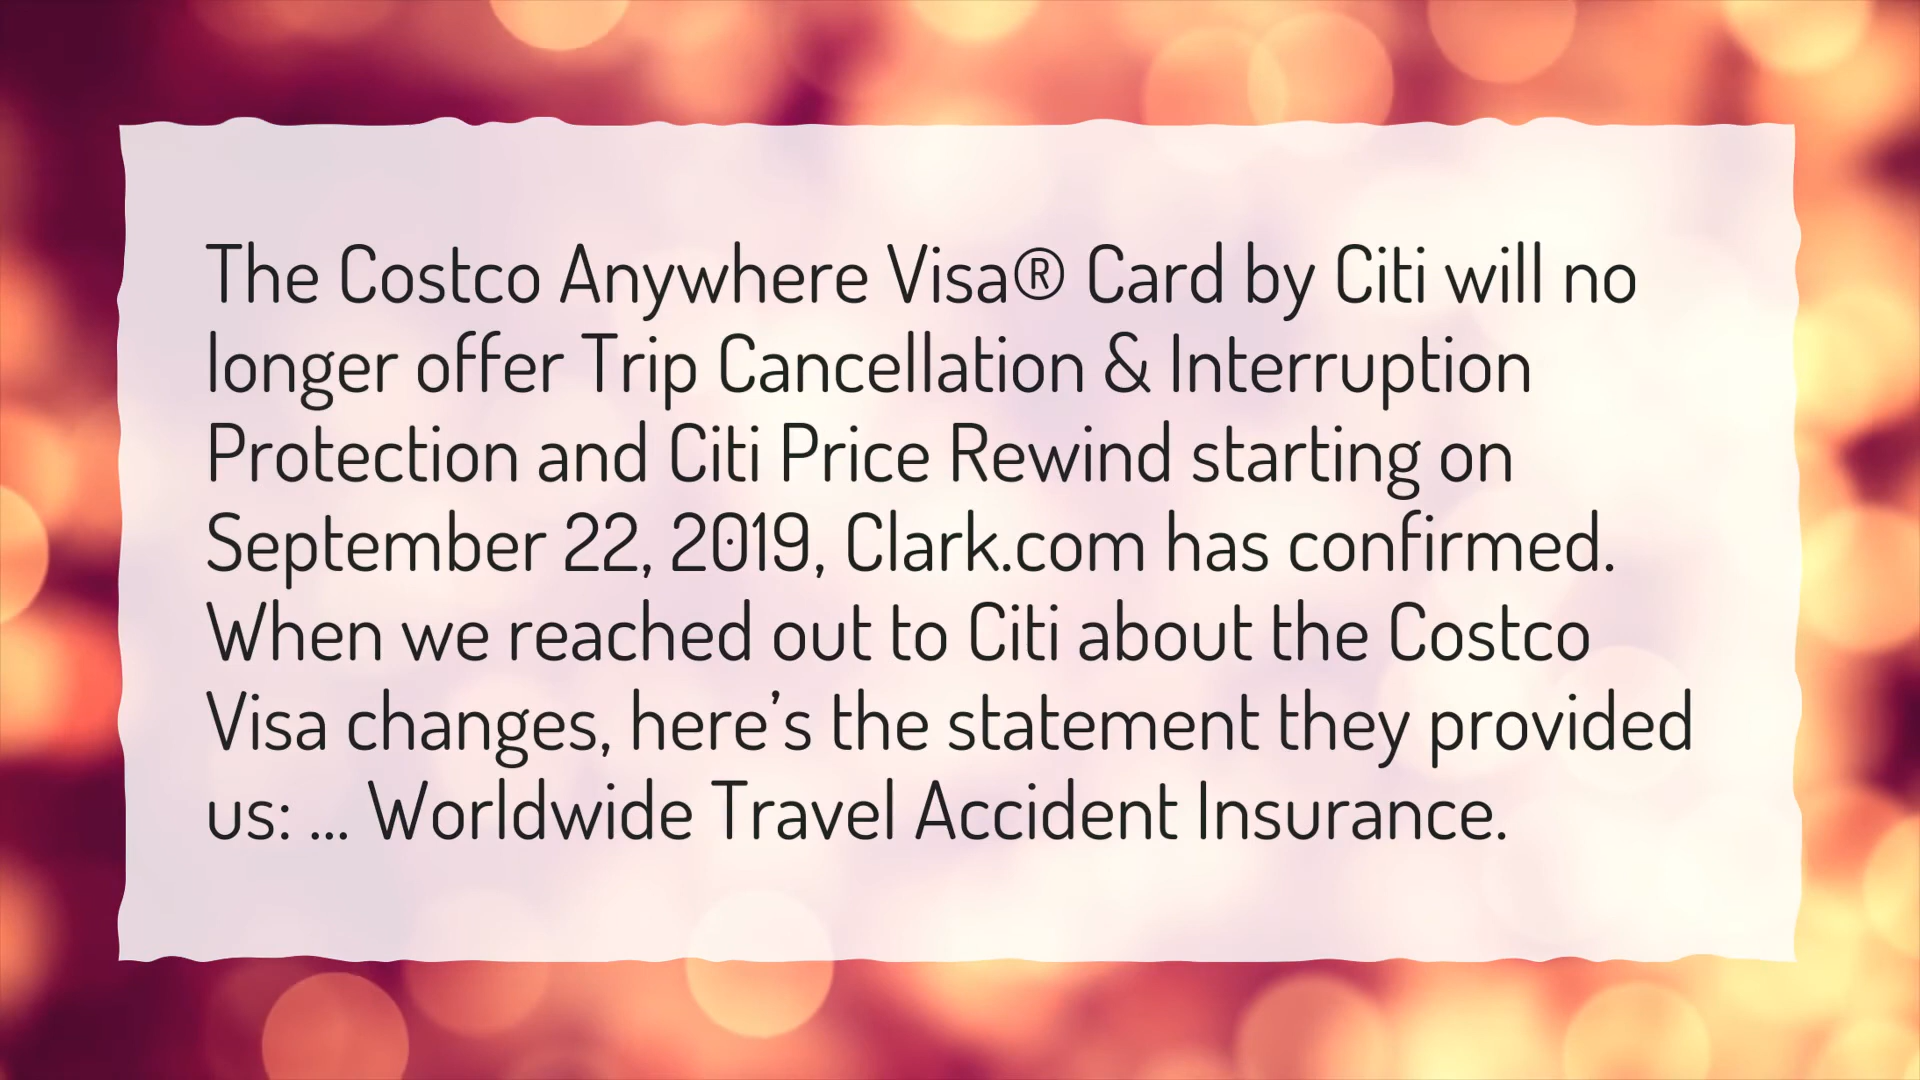 The Costco Anywhere Visa® Card by Citi will no
longer offer Trip Cancellation & Interruption
Protection and Citi Price Rewind starting on
September 22, 2019, Clark.com has confirmed.
When we reached out to Citi about the Costco
Visa changes, here’s the statement they provided
us: ... Worldwide Travel Accident Insurance.